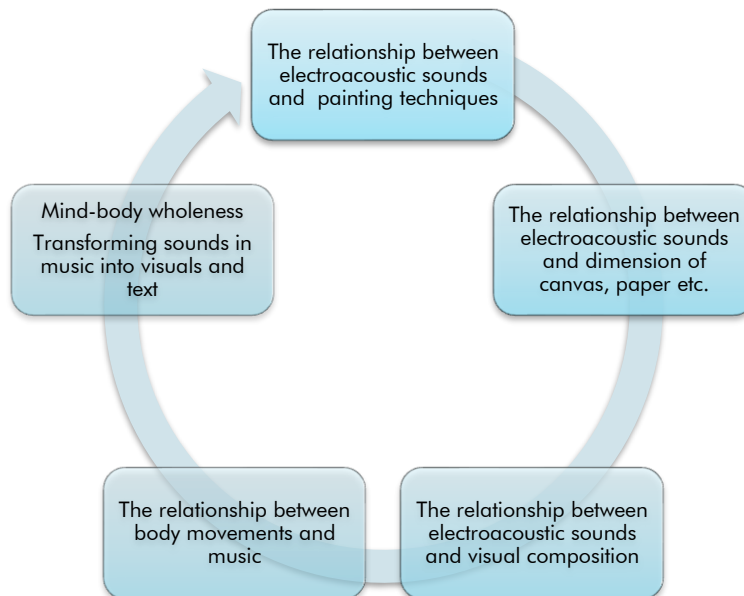 The relationship between
electroacoustic sounds
and painting techniques
The relationship between
electroacoustic sounds
and dimension of
canvas, paper etc.
The relationship between
electroacoustic sounds
and visual composition
The relationship between
body movements and
music
Mind-body wholeness
Transforming sounds in
music into visuals and
text